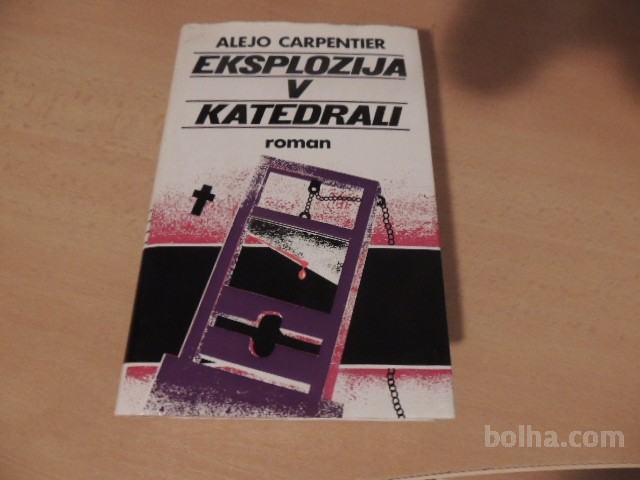 ALEJO CARPENTIER
EKSPLOZIJA
V
KATEDRALI
roman
bolha.com